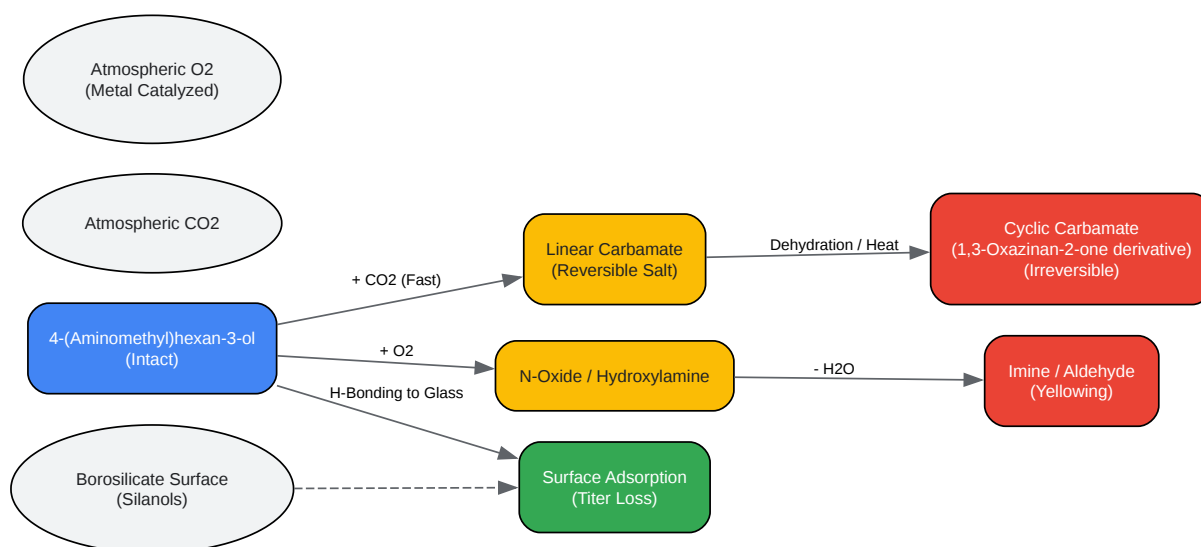 Atmospheric O2
(Metal Catalyzed)
Atmospheric CO2
4-(Aminomethyl)hexan-3-ol
(Intact)
Borosilicate Surface
(Silanols)
+ CO2 (Fast)
+ O2
H-Bonding to Glass
Linear Carbamate
(Reversible Salt)
N-Oxide / Hydroxylamine
Surface Adsorption
(Titer Loss)
Dehydration / Heat
- H2O
Cyclic Carbamate
(1,3-Oxazinan-2-one derivative)
(Irreversible)
Imine / Aldehyde
(Yellowing)